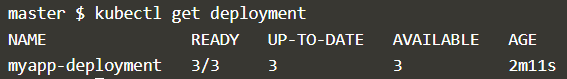 master $ kubectl get deployment
NAME READY UP-TO-DATE AVAILABLE AGE
myapp-deployment 3/3 3 3 2m11s